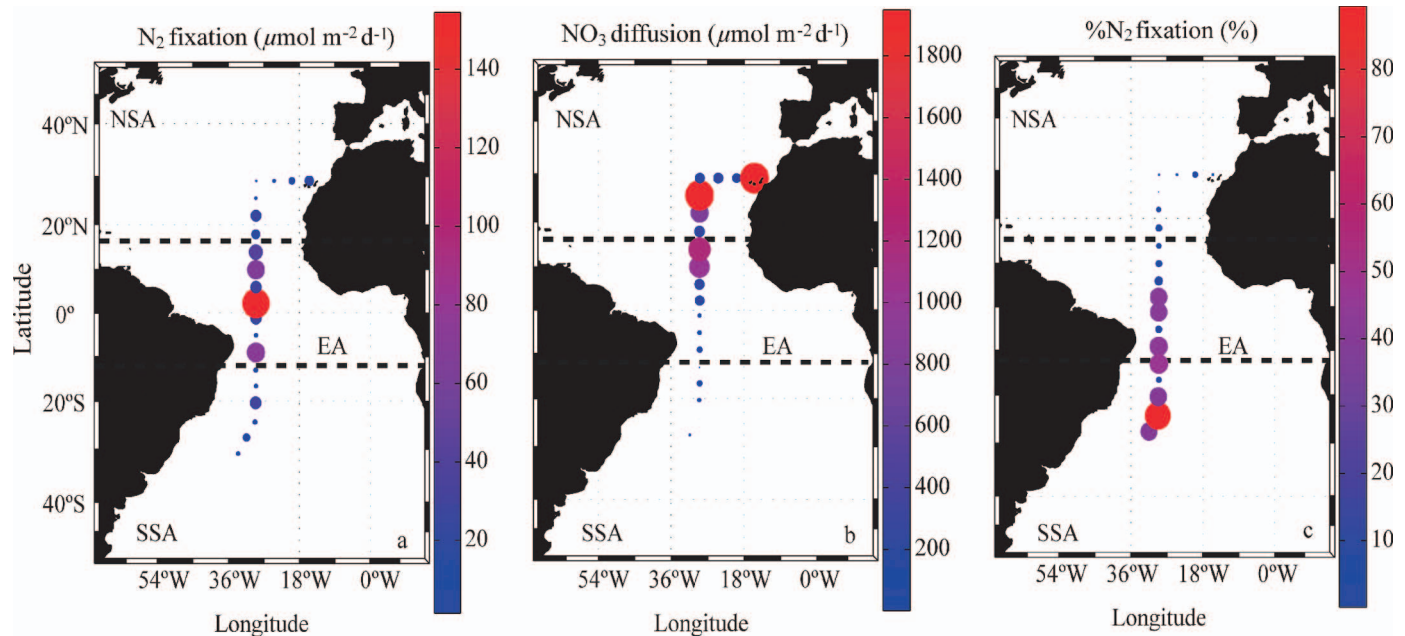 N₂ fixation (μmol m⁻² d⁻¹)
NO₃ diffusion (μmol m⁻² d⁻¹)
%N₂ fixation (%)
Latitude
40ºN
20ºN
0º
20ºS
40ºS
NSA
EA
SSA
a
54ºW 36ºW 18ºW 0ºW
Longitude
140
120
100
80
60
40
20
NSA
EA
SSA
b
54ºW 36ºW 18ºW 0ºW
Longitude
1800
1600
1400
1200
1000
800
600
400
200
NSA
EA
SSA
c
54ºW 36ºW 18ºW 0ºW
Longitude
80
70
60
50
40
30
20
10